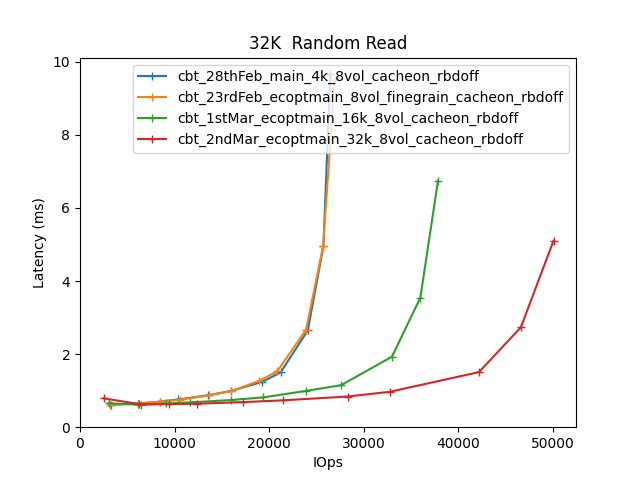 32K  Random Read
cbt_28thFeb_main_4k_8vol_cacheon_rbdoff
cbt_23rdFeb_ecoptmain_8vol_finegrain_cacheon_rbdoff
cbt_1stMar_ecoptmain_16k_8vol_cacheon_rbdoff
cbt_2ndMar_ecoptmain_32k_8vol_cacheon_rbdoff
Latency (ms)
10
8
6
4
2
0
0 10000 20000 30000 40000 50000
IOps